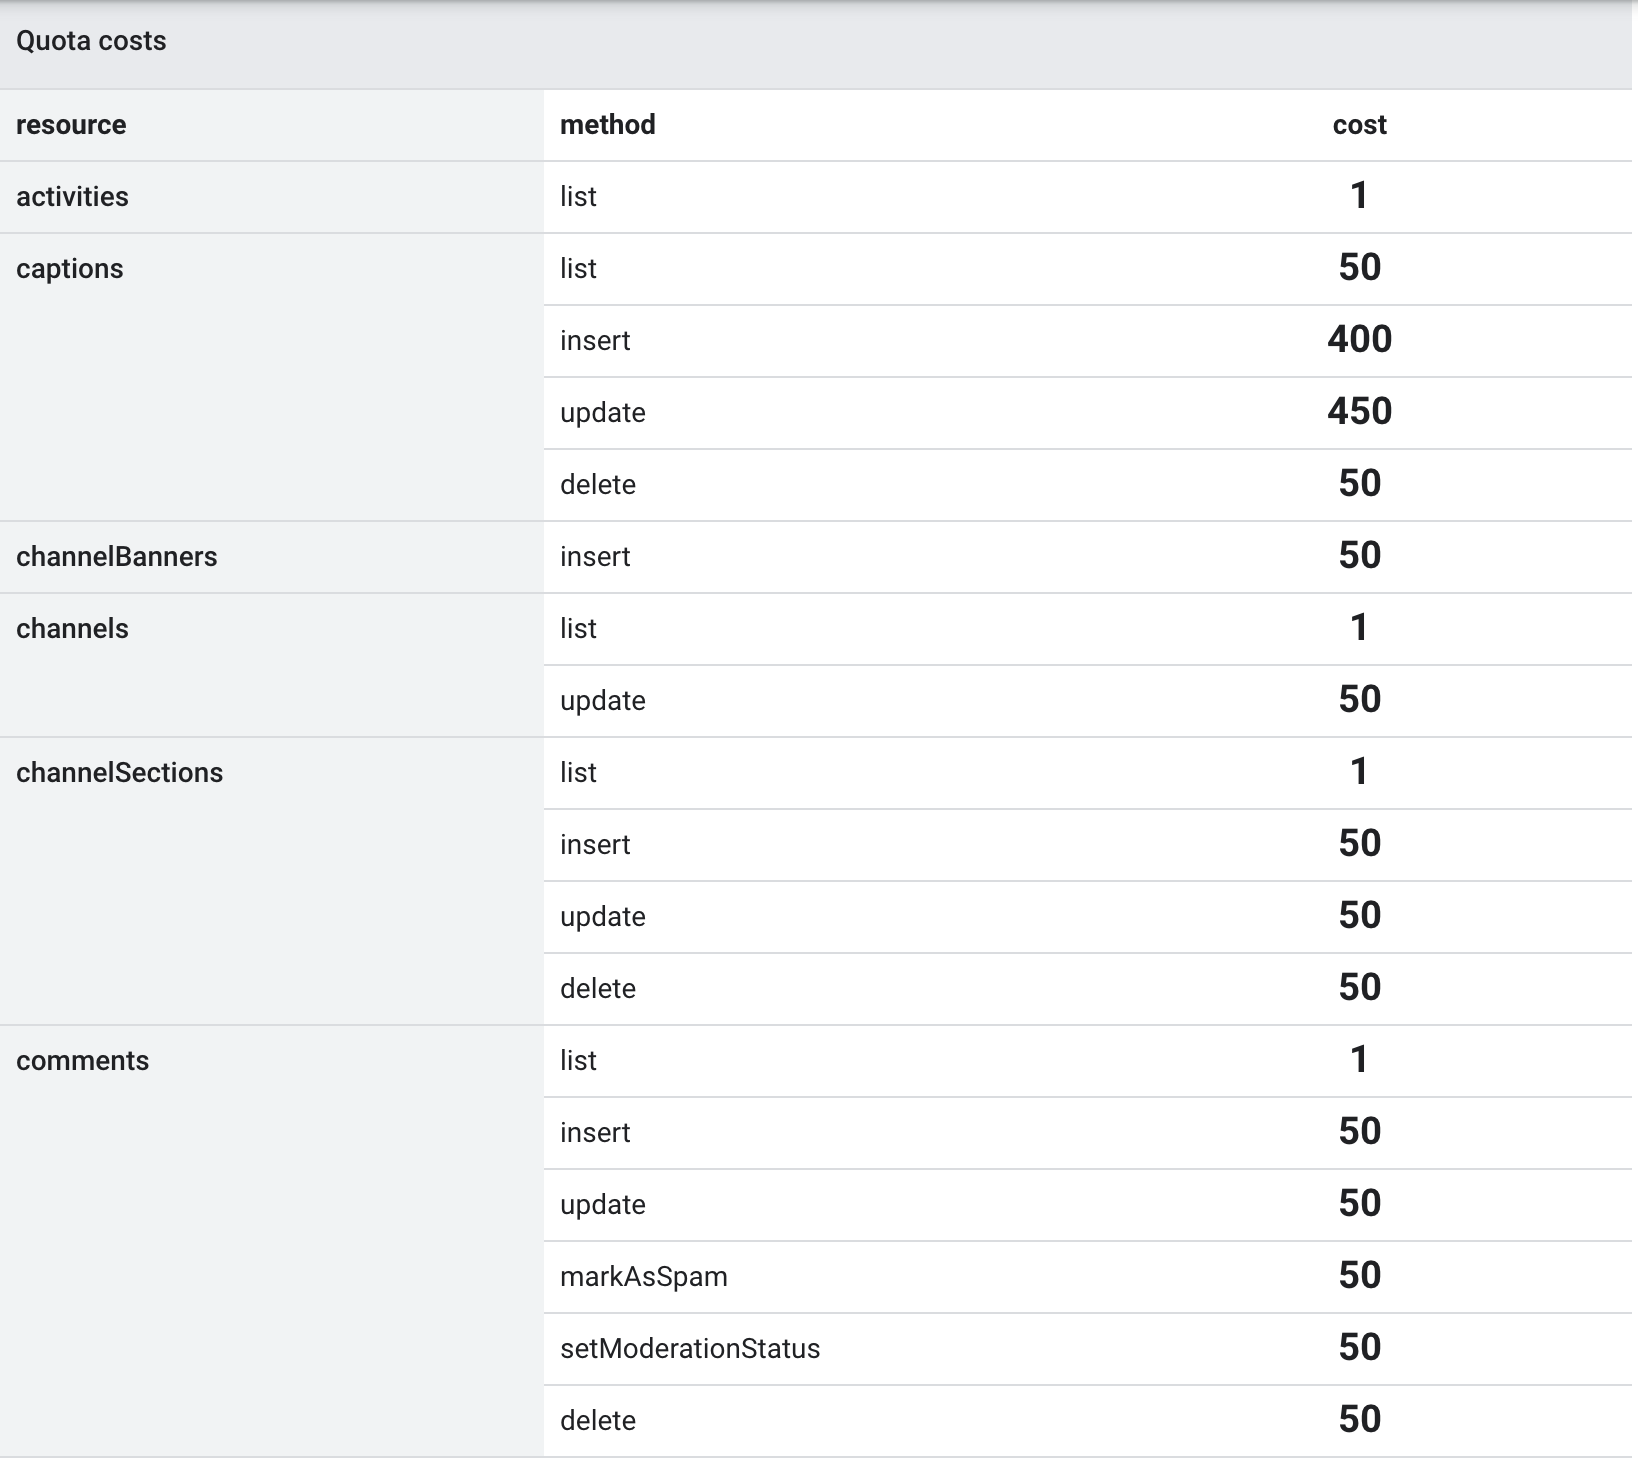 Quota costs
resource method cost
activities list 1
captions list 50
insert 400
update 450
delete 50
channelBanners insert 50
channels list 1
update 50
channelSections list 1
insert 50
update 50
delete 50
comments list 1
insert 50
update 50
markAsSpam 50
setModerationStatus 50
delete 50